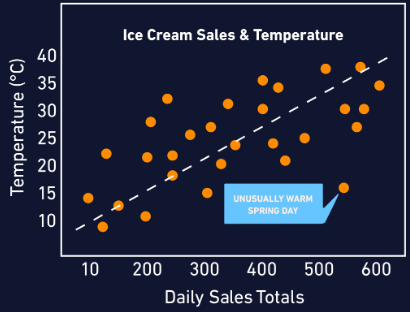 Ice Cream Sales & Temperature
Temperature (°C)
40
35
30
25
20
15
10
UNUSUALLY WARM
SPRING DAY
10 200 300 400 500 600
Daily Sales Totals